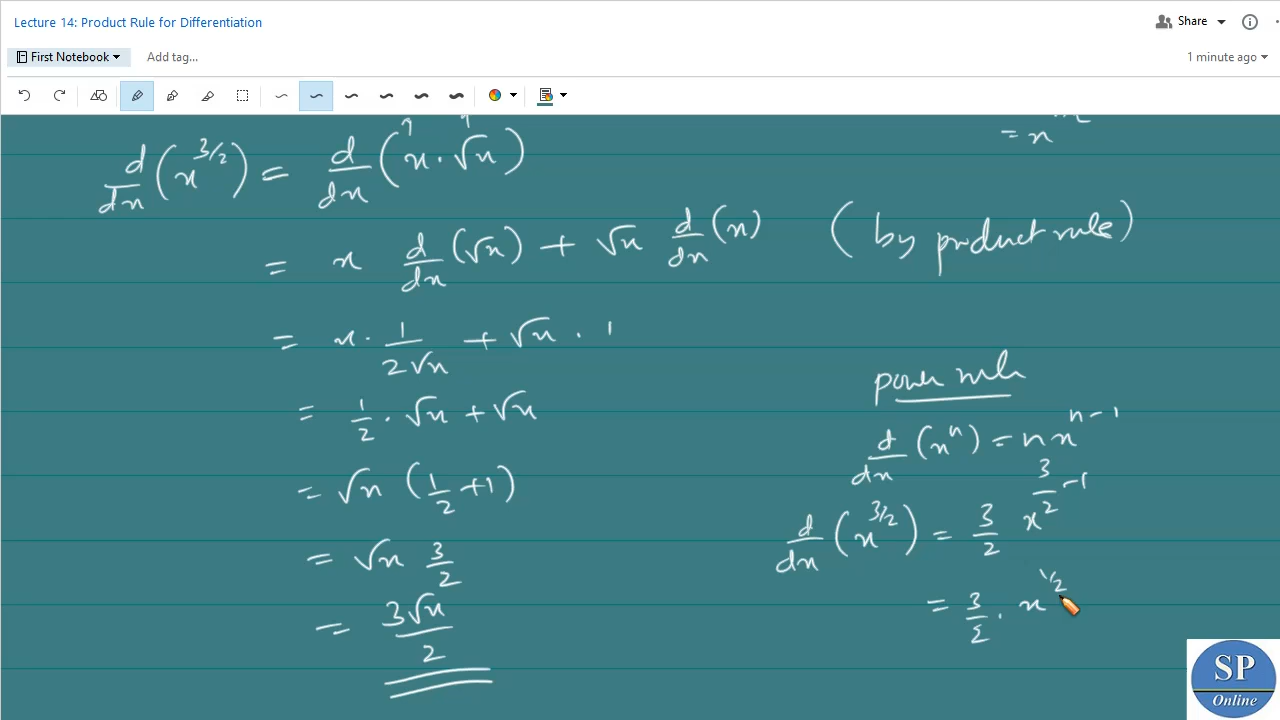 Lecture 14: Product Rule for Differentiation
Share
First Notebook
Add tag...
1 minute ago
= x
d/dx (x^3/2) = d/dx (x · √x)
= x d/dx (√x) + √x d/dx (x) (by product rule)
= x · 1/2√x + √x · 1
= 1/2 · √x + √x
= √x (1/2 + 1)
= √x 3/2
= 3√x/2
power rule
d/dx (x^n) = n x^n-1
d/dx (x^3/2) = 3/2 x^3/2 -1
= 3/2 · x^1/2
SP
Online